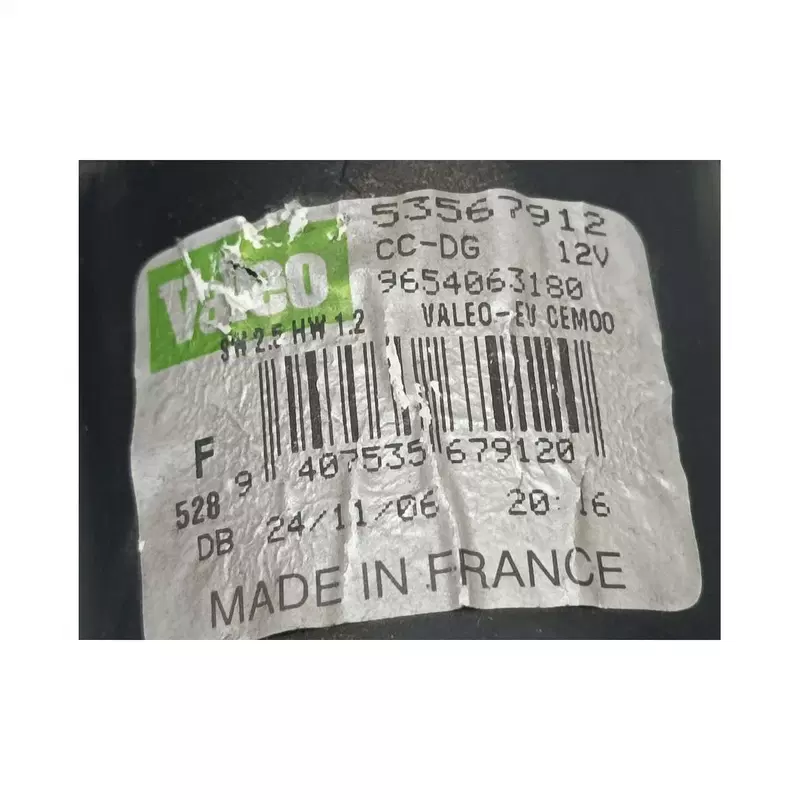 Valeo
53567912
CC-DG 12V
9654063180
SW 2.5 HW 1.2 VALEO-EV CEM00
F
9 407535 679120
528
DB 24/11/06 20:16
MADE IN FRANCE